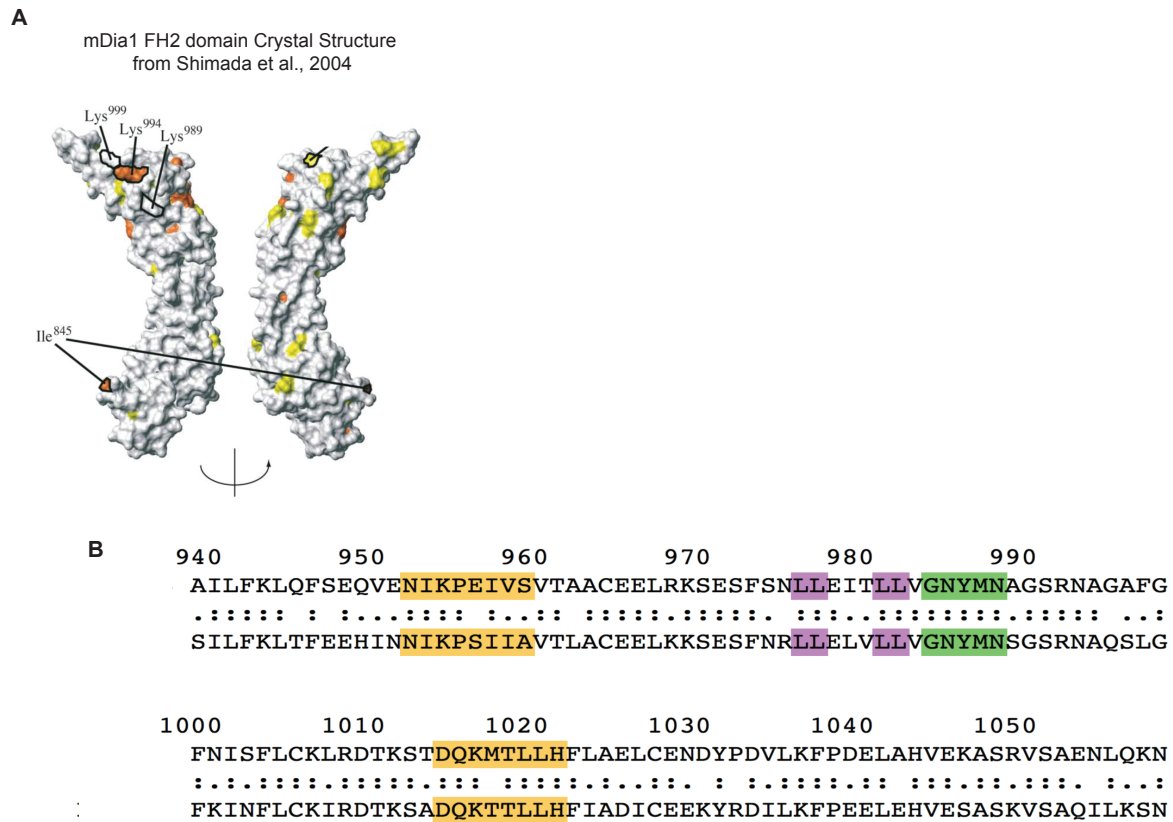 A
mDia1 FH2 domain Crystal Structure
from Shimada et al., 2004
Lys999
Lys994
Lys989
Ile845
B
940 950 960 970 980 990
AILFKLQFSEQVENIKPEIVSVTAACEELRKSESFSNLLEITLLVGNYMNAGSRNAGAFG
SILFKLTFEEHINNIKPSIIAVTLACEELKKSESFNRLLELVLLVGNYMNSGSRNAQSLG
1000 1010 1020 1030 1040 1050
FNISFLCKLRDTKSTDQKMTLLHFLAELCENDYPDVLKFPDELAHVEKASRVSAENLQKN
FKINFLCKIRDTKSADQKTTLLHFIADICEEKYRDILKFPEELEHVESASKVSAQILKSN